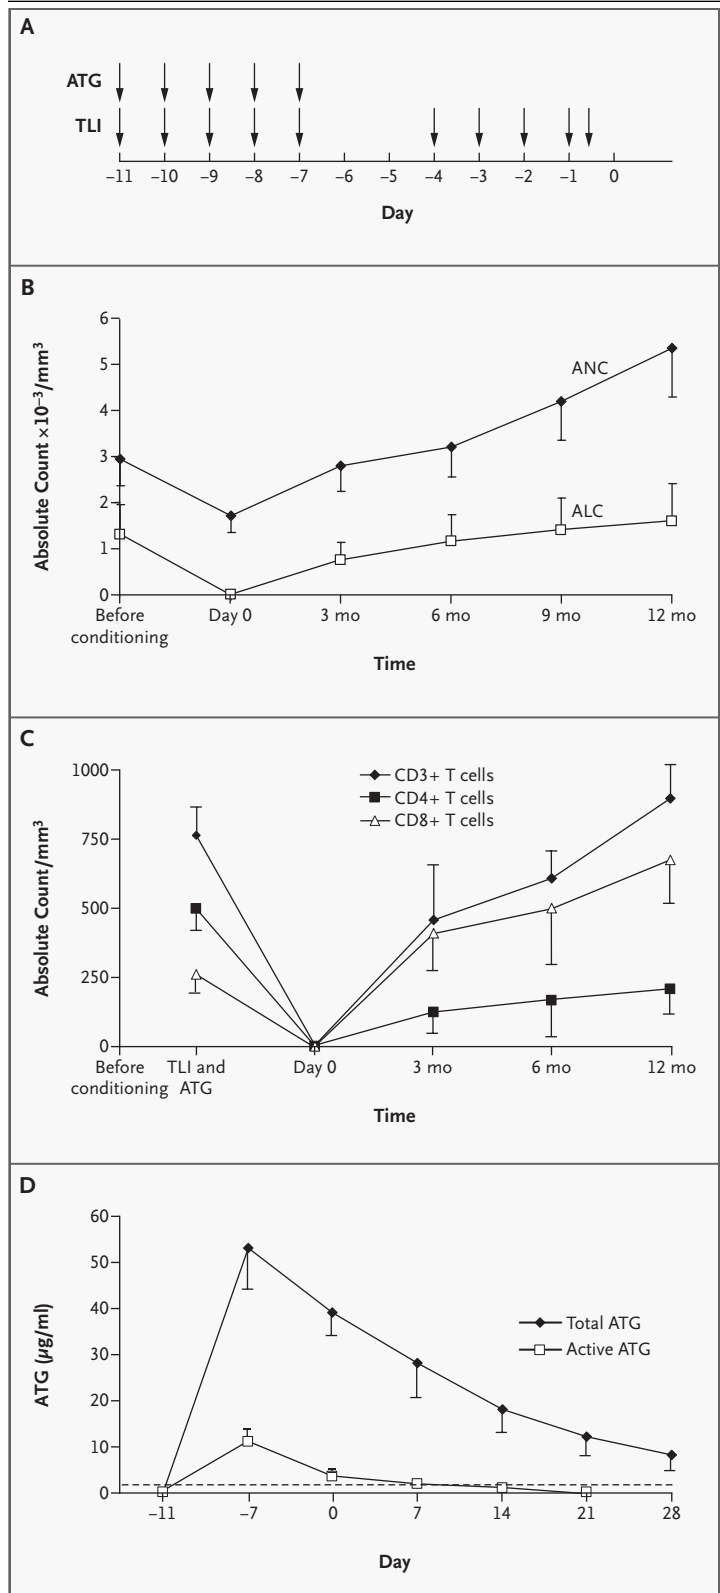 A
ATG
TLI
–11 –10 –9 –8 –7 –6 –5 –4 –3 –2 –1 0
Day
B
Absolute Count ×10⁻³/mm³
6
5
4
3
2
1
0
ANC
ALC
Before conditioning
Day 0
3 mo
6 mo
9 mo
12 mo
Time
C
Absolute Count/mm³
1000
750
500
250
0
CD3+ T cells
CD4+ T cells
CD8+ T cells
Before conditioning
TLI and ATG
Day 0
3 mo
6 mo
12 mo
Time
D
ATG (µg/ml)
60
50
40
30
20
10
0
Total ATG
Active ATG
–11 –7 0 7 14 21 28
Day